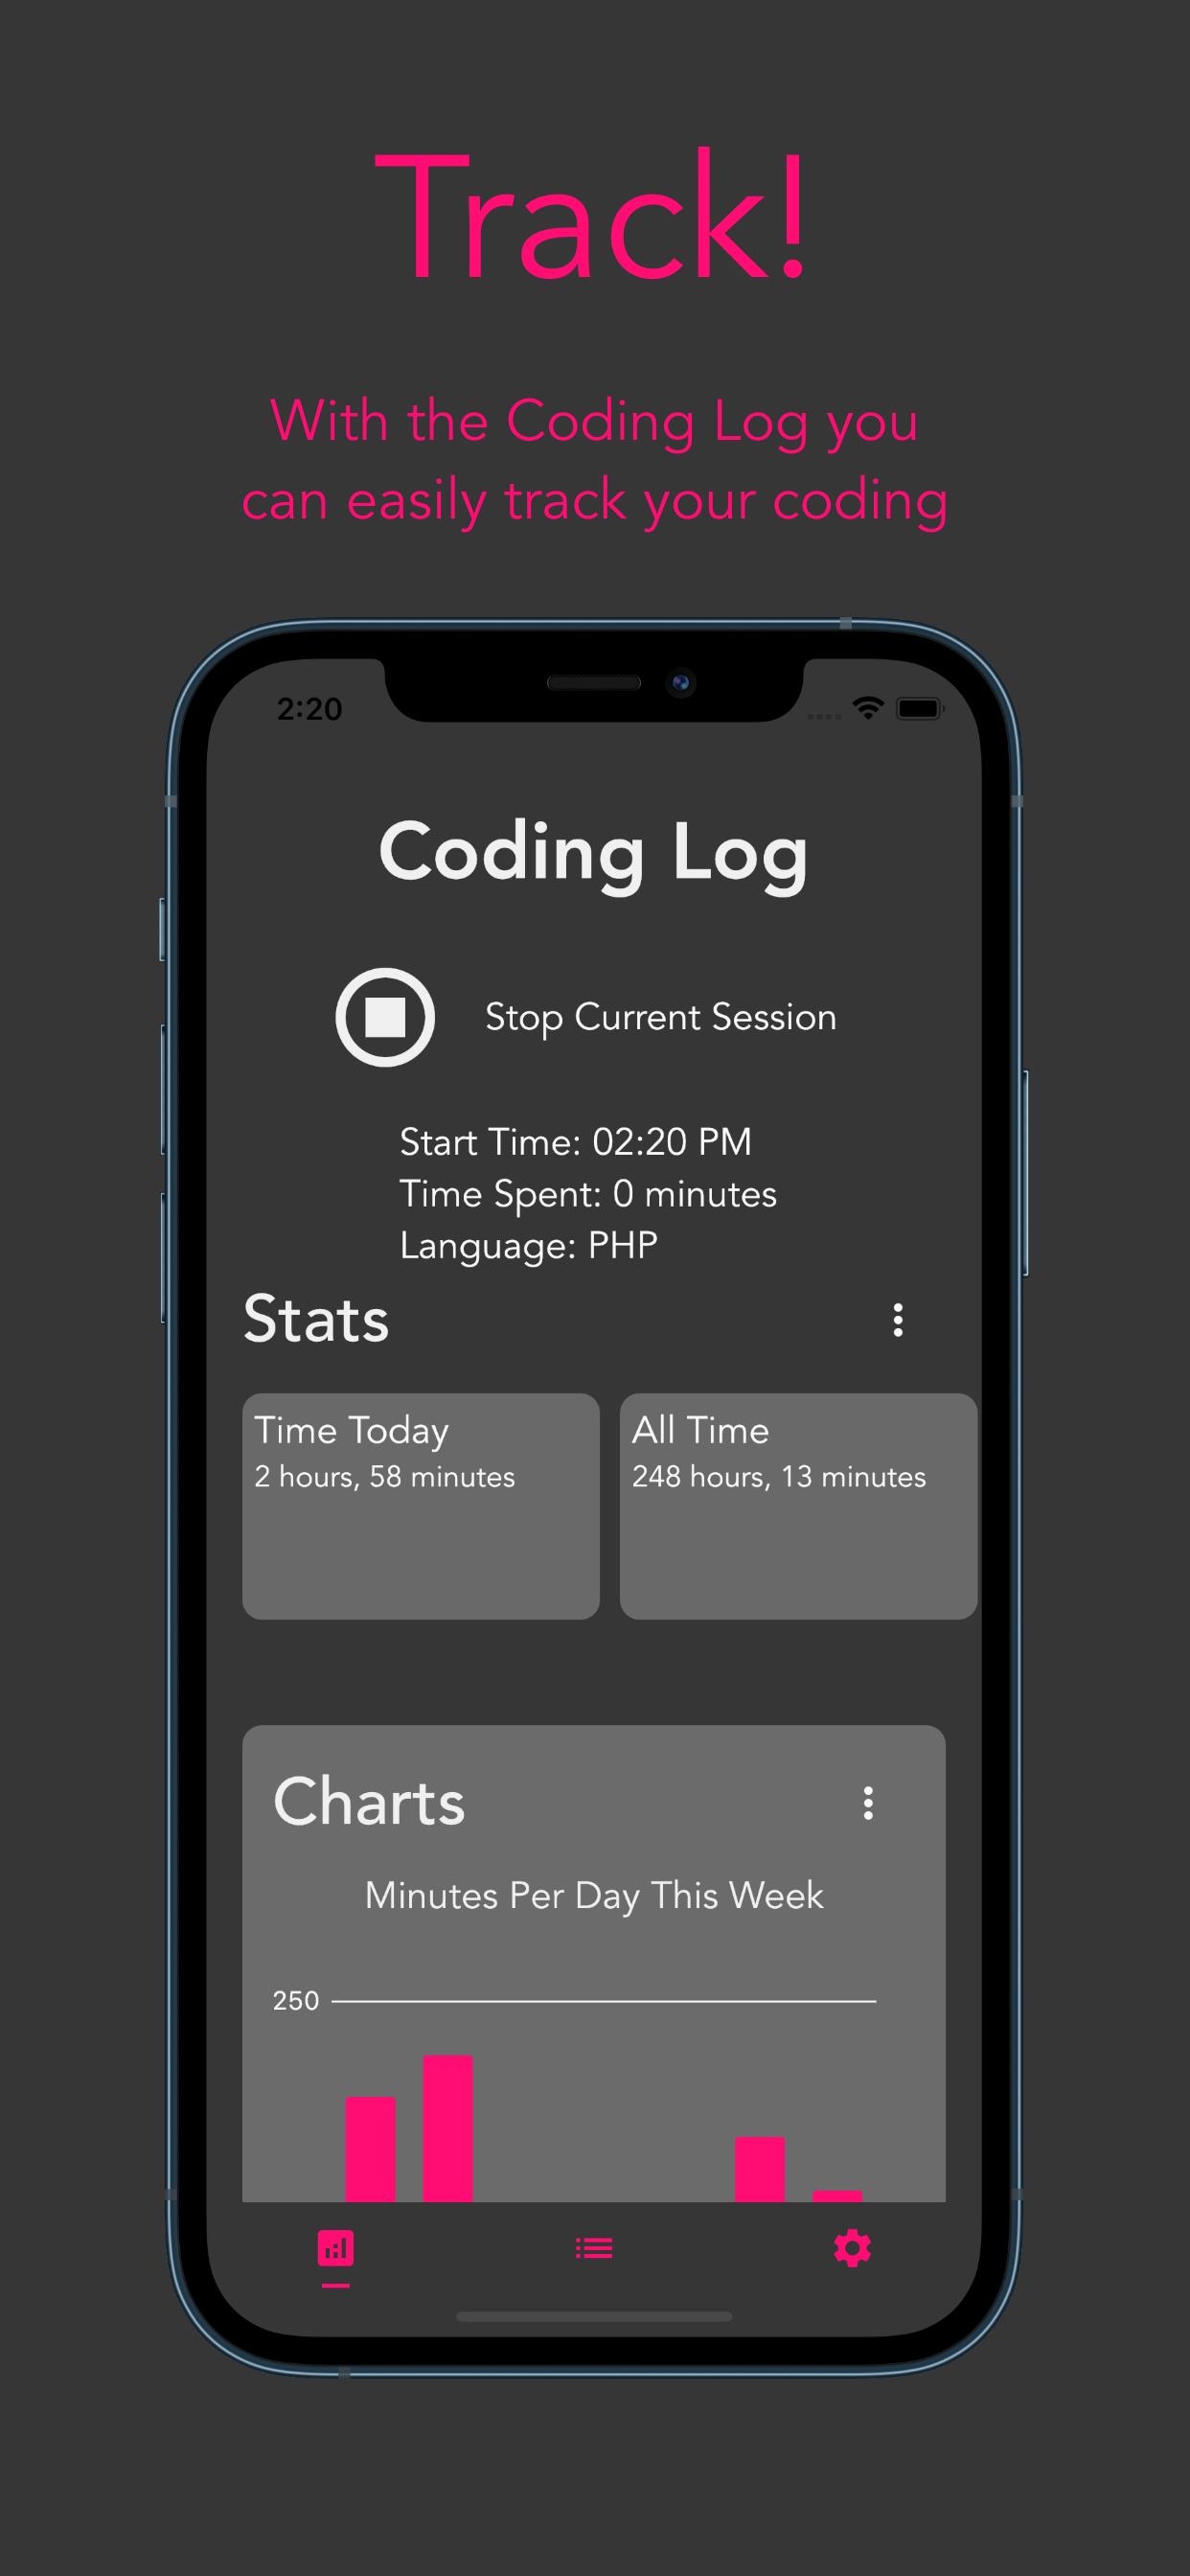 Track!
With the Coding Log you
can easily track your coding
2:20
Coding Log
Stop Current Session
Start Time: 02:20 PM
Time Spent: 0 minutes
Language: PHP
Stats
Time Today
2 hours, 58 minutes
All Time
248 hours, 13 minutes
Charts
Minutes Per Day This Week
250